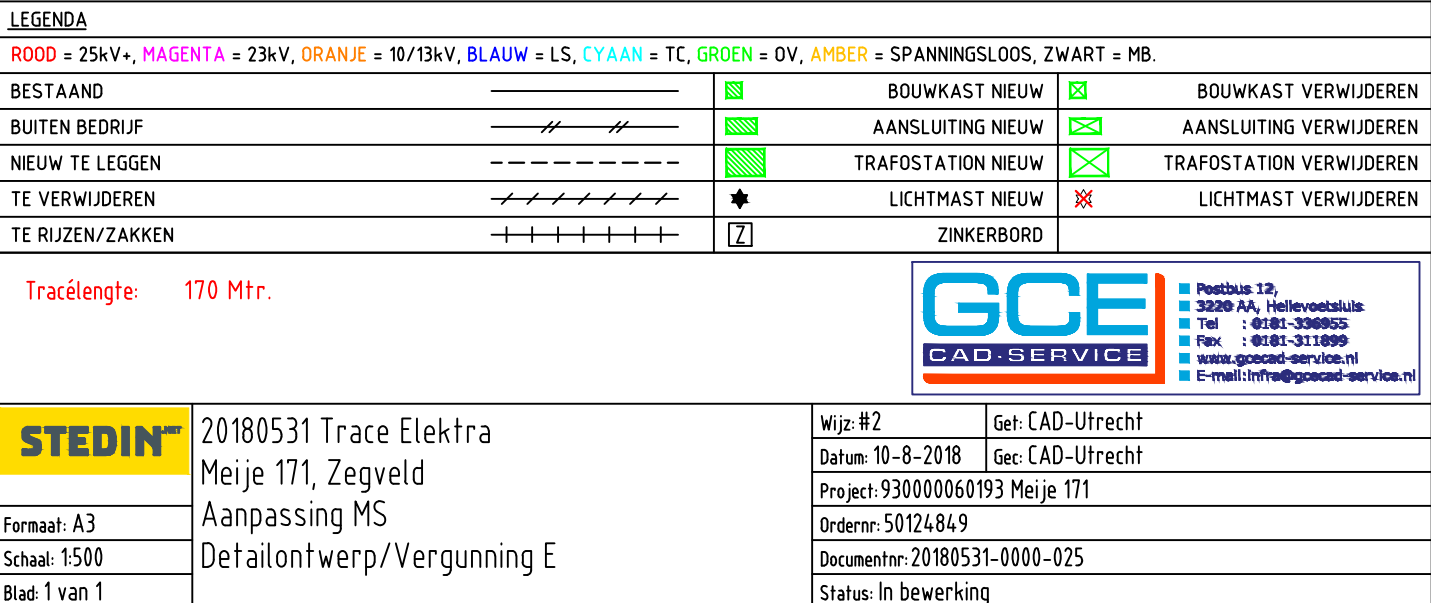 LEGENDA
ROOD = 25kV+, MAGENTA = 23kV, ORANJE = 10/13kV, BLAUW = LS, CYAAN = TC, GROEN = OV, AMBER = SPANNINGSLOOS, ZWART = MB.
BESTAAND BOUWKAST NIEUW BOUWKAST VERWIJDEREN
BUITEN BEDRIJF AANSLUITING NIEUW AANSLUITING VERWIJDEREN
NIEUW TE LEGGEN TRAFOSTATION NIEUW TRAFOSTATION VERWIJDEREN
TE VERWIJDEREN LICHTMAST NIEUW LICHTMAST VERWIJDEREN
TE RIJZEN/ZAKKEN Z ZINKERBORD
Tracélengte: 170 Mtr.
GCE
CAD-SERVICE
Postbus 12,
3220 AA, Hellevoetsluis
Tel : 0181-336955
Fax : 0181-311899
www.gcecad-service.nl
E-mail:infra@gcecad-service.nl
STEDIN.NET
Formaat: A3
Schaal: 1:500
Blad: 1 van 1
20180531 Trace Elektra
Meije 171, Zegveld
Aanpassing MS
Detailontwerp/Vergunning E
Wijz: #2 Get: CAD-Utrecht
Datum: 10-8-2018 Gec: CAD-Utrecht
Project: 930000060193 Meije 171
Ordernr: 50124849
Documentnr: 20180531-0000-025
Status: In bewerking